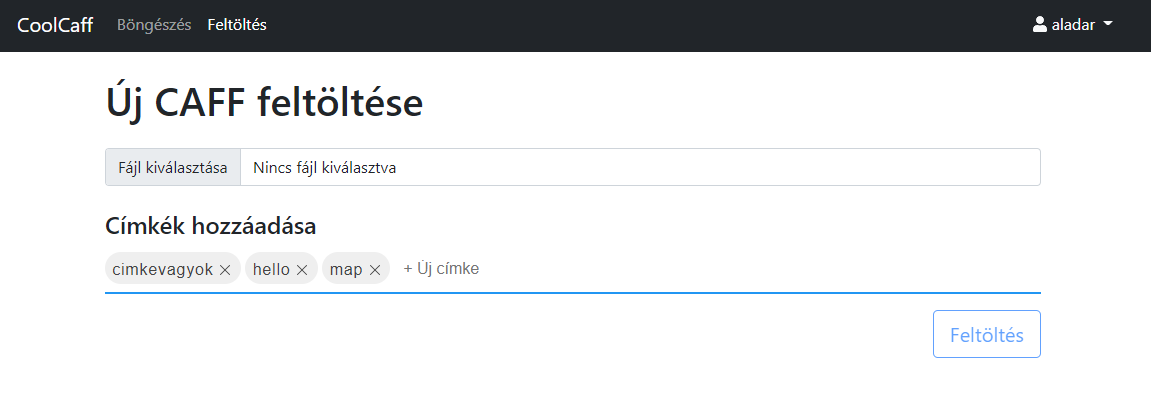 CoolCaff Böngészés Feltöltés aladar
Új CAFF feltöltése
Fájl kiválasztása Nincs fájl kiválasztva
Címkék hozzáadása
cimkevagyok hello map + Új címke
Feltöltés